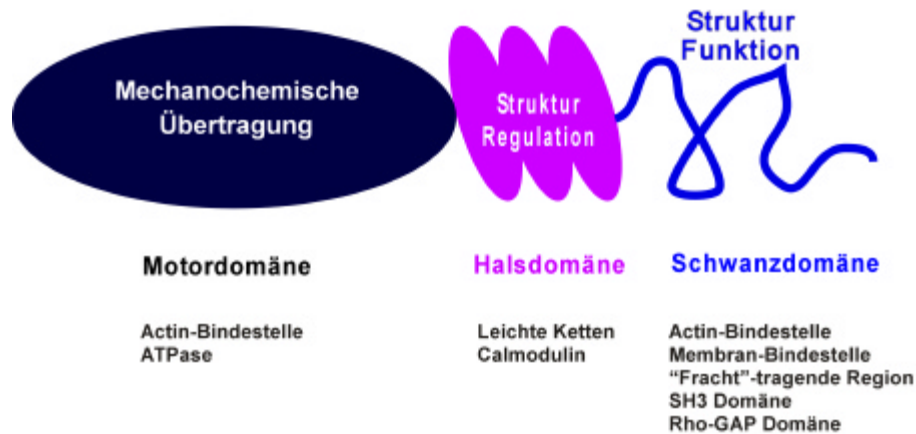 Mechanochemische
Übertragung
Struktur
Regulation
Struktur
Funktion
Motordomäne
Halsdomäne
Schwanzdomäne
Actin-Bindestelle
ATPase
Leichte Ketten
Calmodulin
Actin-Bindestelle
Membran-Bindestelle
“Fracht”-tragende Region
SH3 Domäne
Rho-GAP Domäne